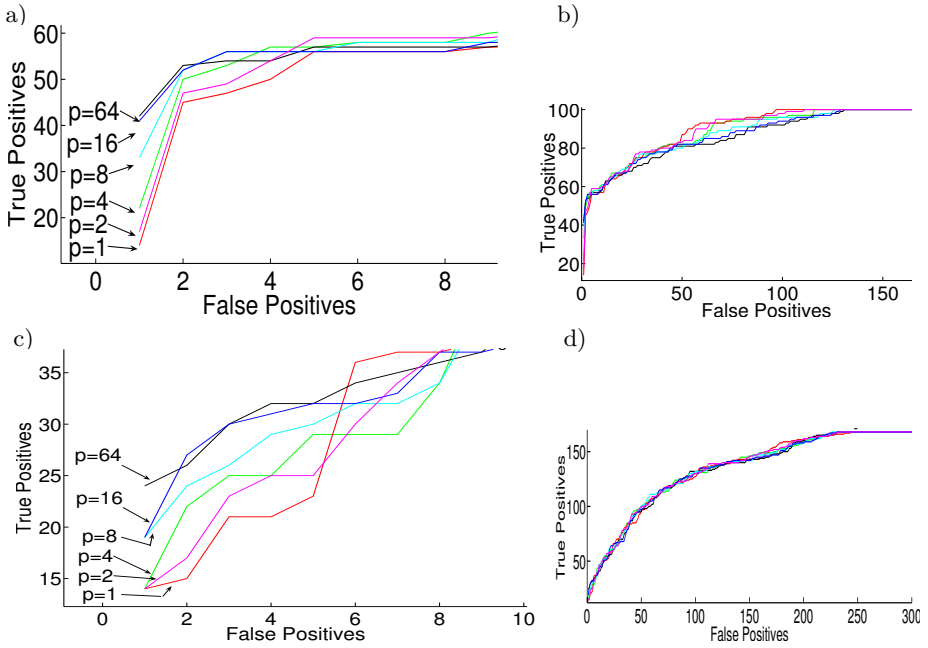 a)
True Positives
60
50
40
30
20
p=64
p=16
p=8
p=4
p=2
p=1
0 2 4 6 8
False Positives
b)
True Positives
100
80
60
40
20
0 50 100 150
False Positives
c)
True Positives
35
30
25
20
15
p=64
p=16
p=8
p=4
p=2
p=1
0 2 4 6 8 10
False Positives
d)
True Positives
150
100
50
0 50 100 150 200 250 300
False Positives